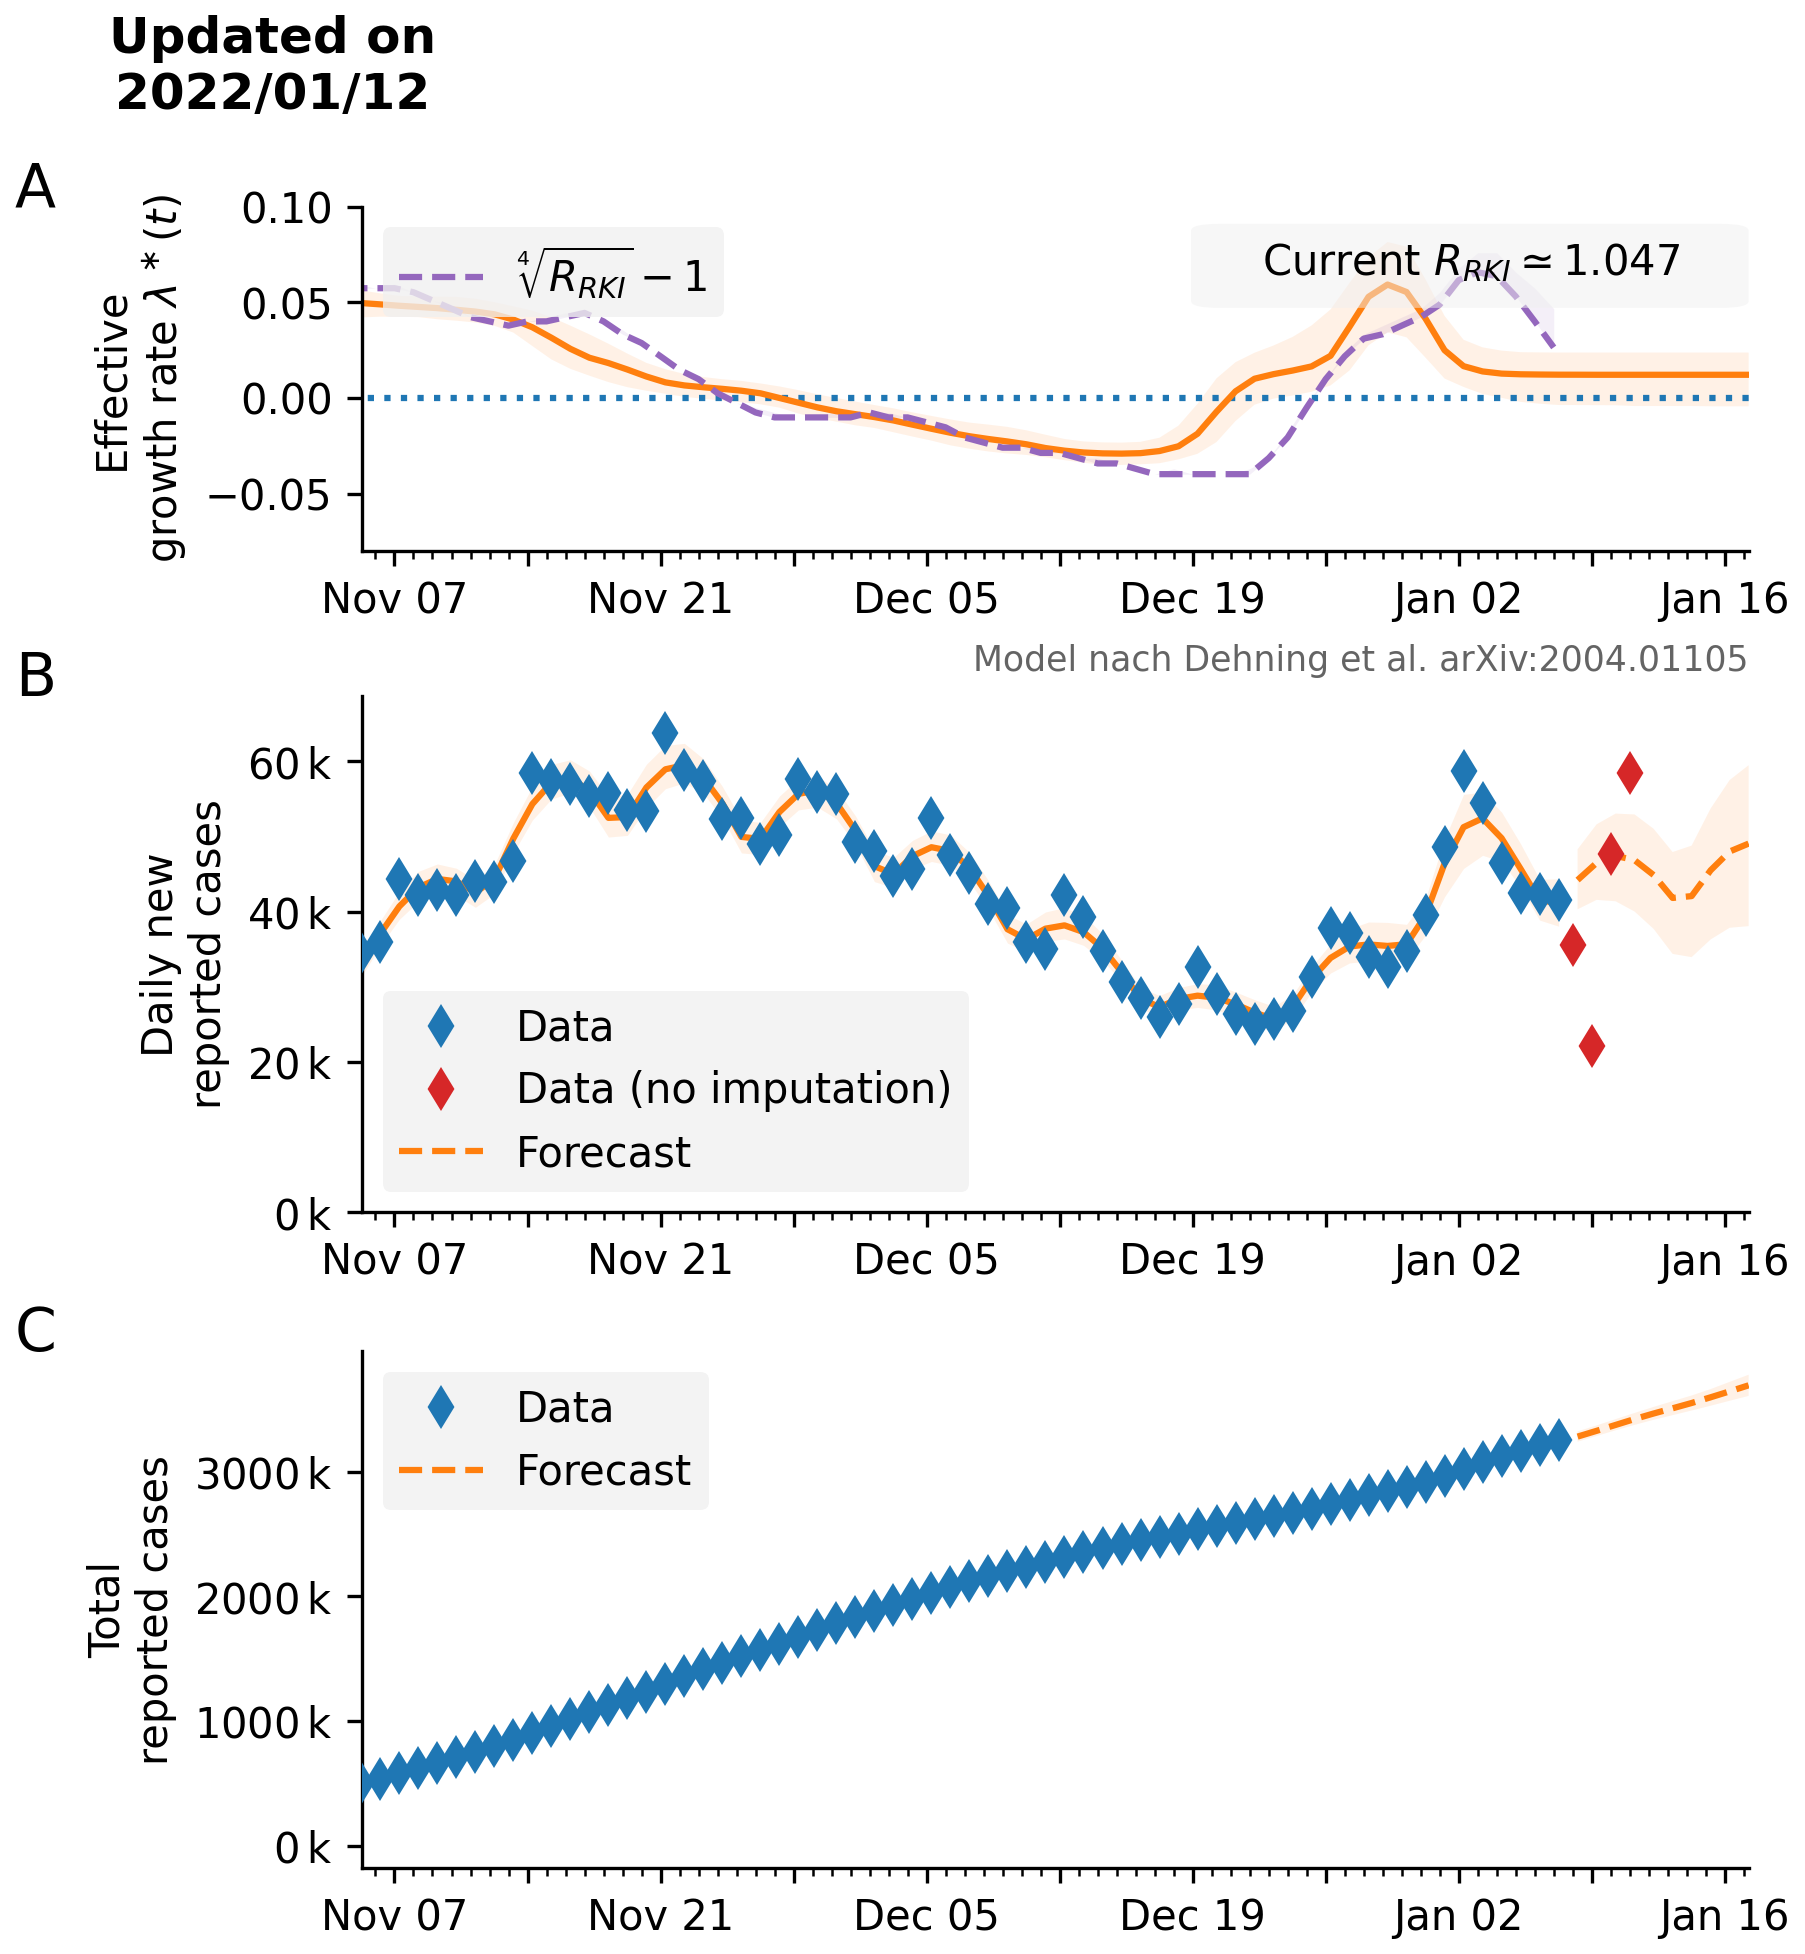 Updated on
2022/01/12
A
Effective
growth rate λ * (t)
0.10
0.05
0.00
−0.05
∜R_RKI − 1
Current R_RKI ≃ 1.047
Nov 07 Nov 21 Dec 05 Dec 19 Jan 02 Jan 16
Model nach Dehning et al. arXiv:2004.01105
B
Daily new
reported cases
60 k
40 k
20 k
0 k
Data
Data (no imputation)
Forecast
Nov 07 Nov 21 Dec 05 Dec 19 Jan 02 Jan 16
C
Total
reported cases
3000 k
2000 k
1000 k
0 k
Data
Forecast
Nov 07 Nov 21 Dec 05 Dec 19 Jan 02 Jan 16